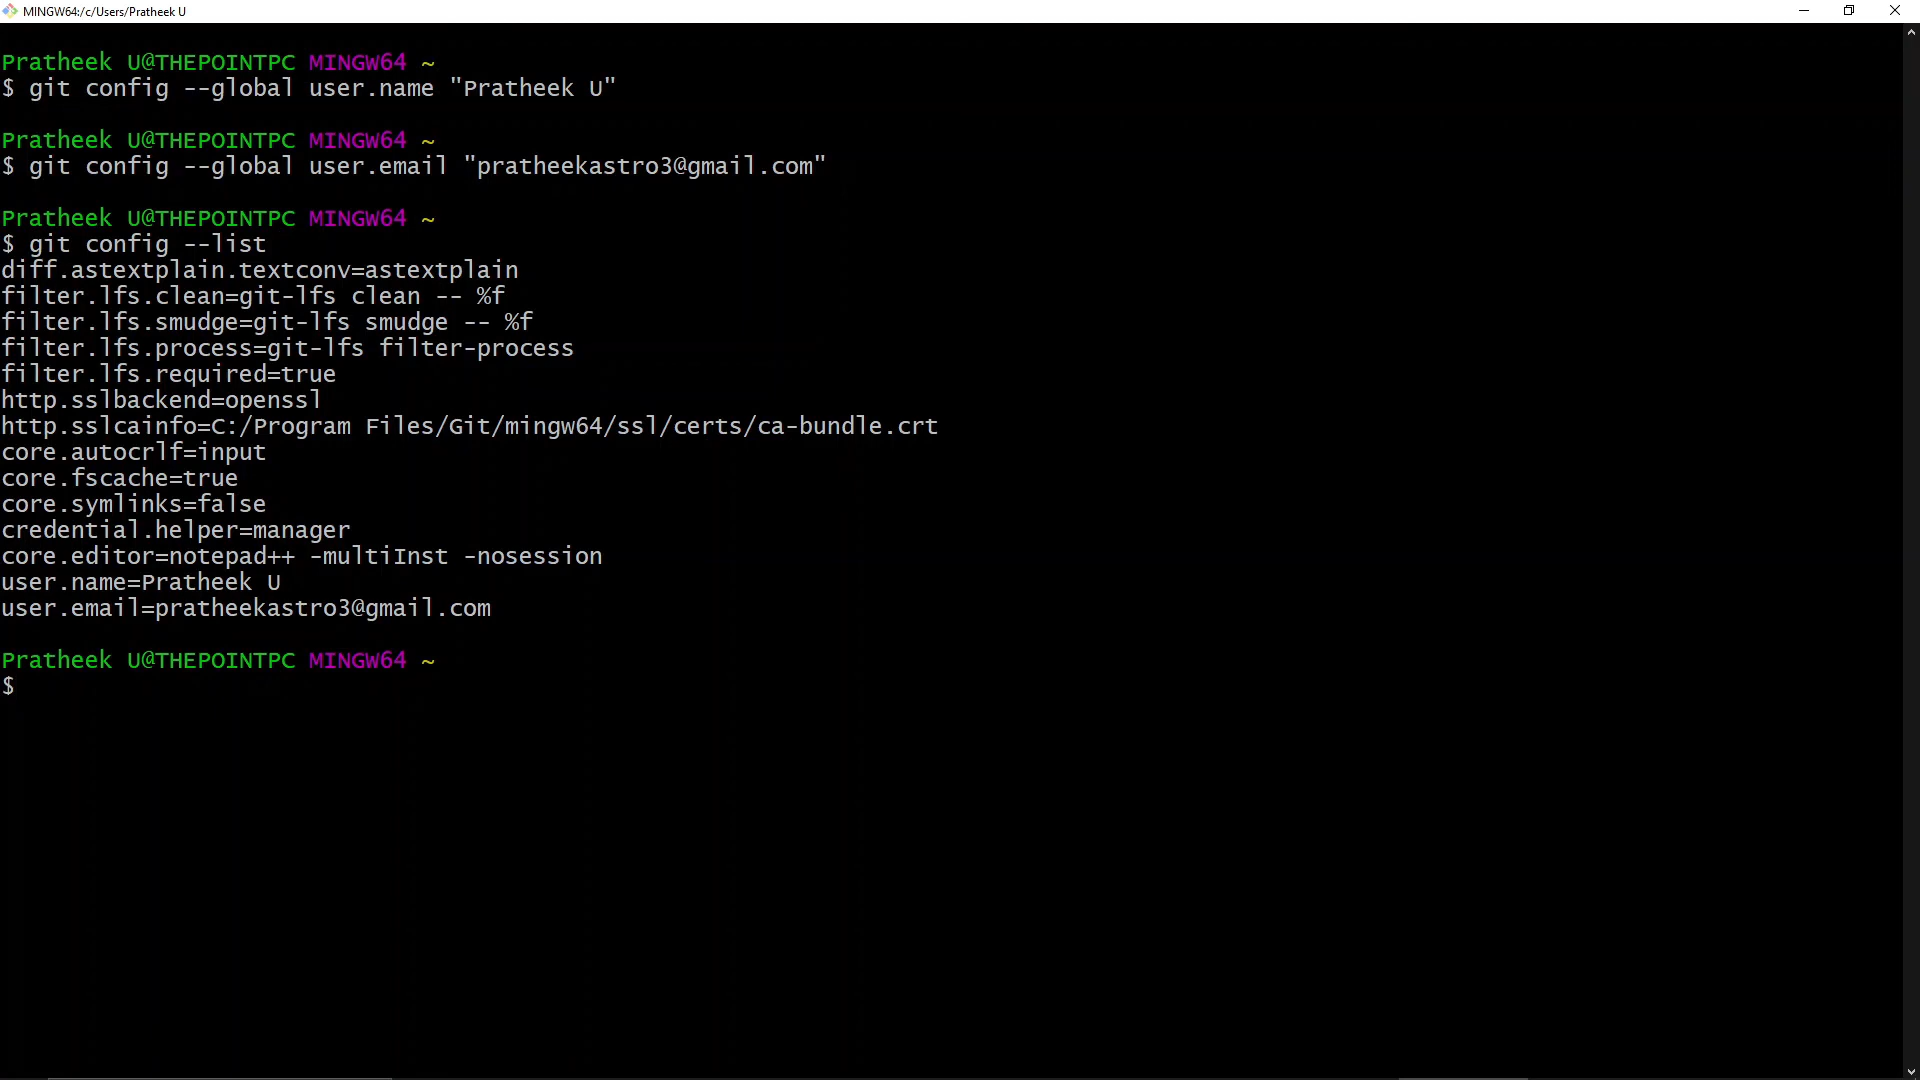 MINGW64:/c/Users/Pratheek U
Pratheek U@THEPOINTPC MINGW64 ~
$ git config --global user.name "Pratheek U"
Pratheek U@THEPOINTPC MINGW64 ~
$ git config --global user.email "pratheekastro3@gmail.com"
Pratheek U@THEPOINTPC MINGW64 ~
$ git config --list
diff.astextplain.textconv=astextplain
filter.lfs.clean=git-lfs clean -- %f
filter.lfs.smudge=git-lfs smudge -- %f
filter.lfs.process=git-lfs filter-process
filter.lfs.required=true
http.sslbackend=openssl
http.sslcainfo=C:/Program Files/Git/mingw64/ssl/certs/ca-bundle.crt
core.autocrlf=input
core.fscache=true
core.symlinks=false
credential.helper=manager
core.editor=notepad++ -multiInst -nosession
user.name=Pratheek U
user.email=pratheekastro3@gmail.com
Pratheek U@THEPOINTPC MINGW64 ~
$